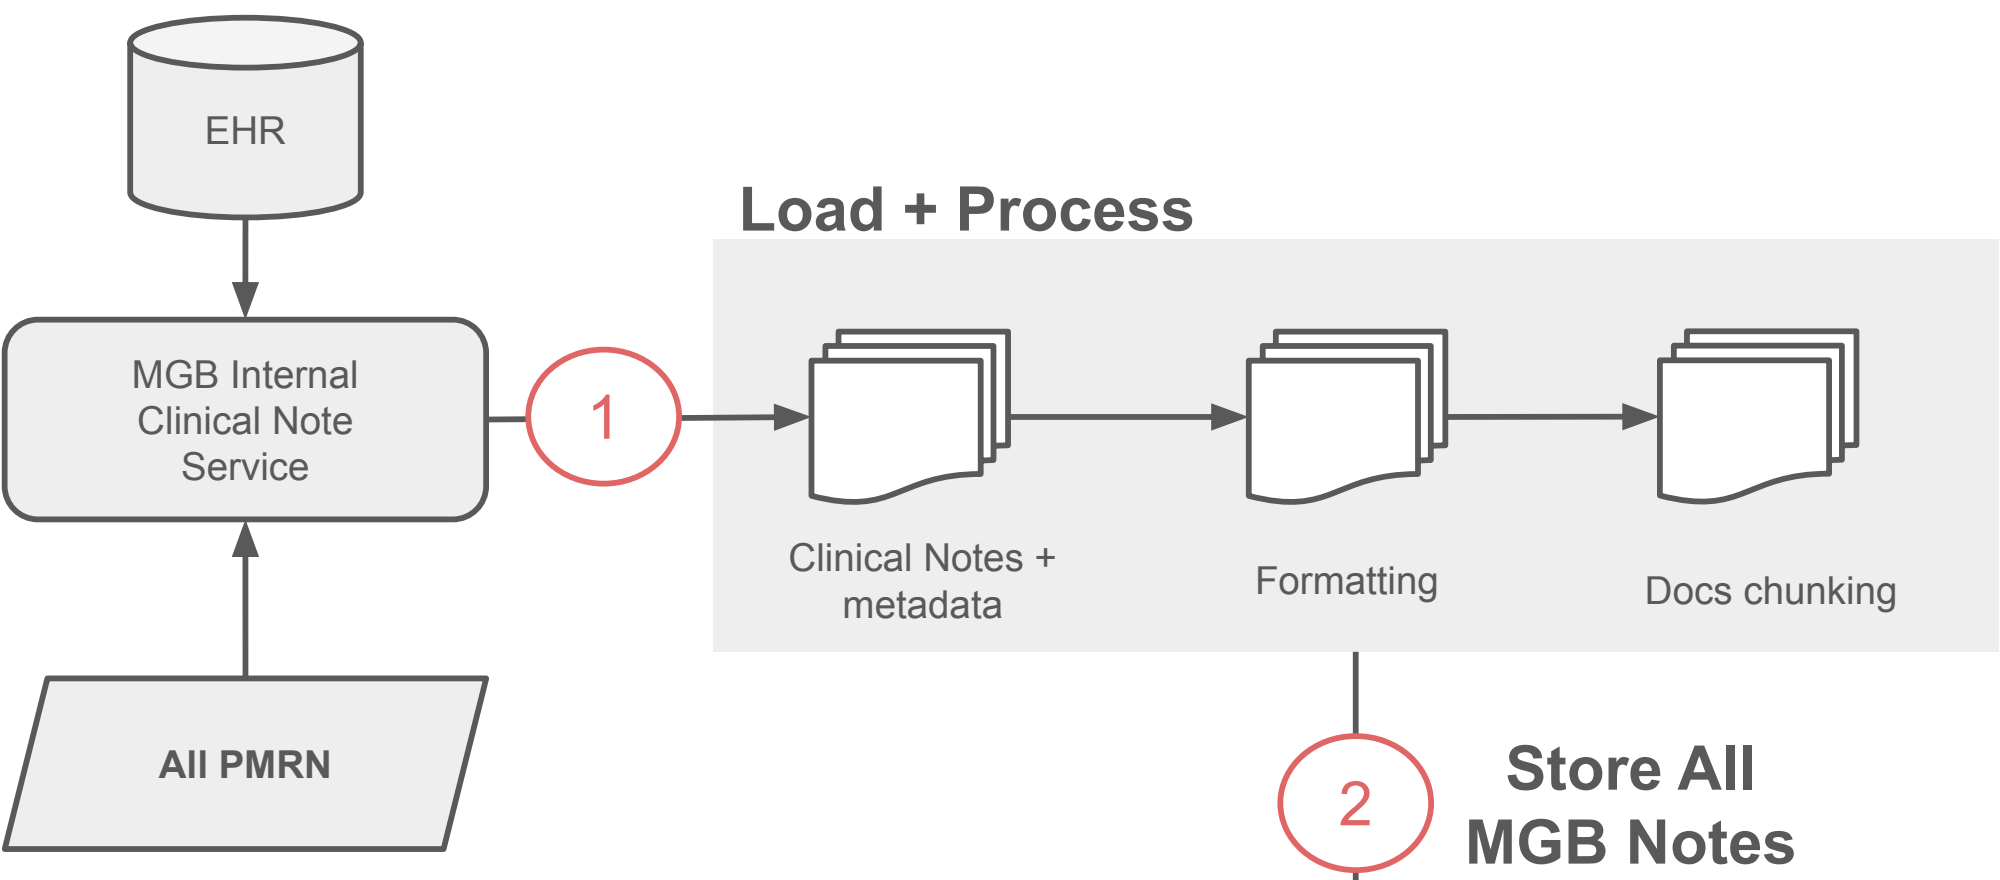 EHR
Load + Process
MGB Internal
Clinical Note
Service
1
Clinical Notes +
metadata
Formatting
Docs chunking
All PMRN
2
Store All
MGB Notes